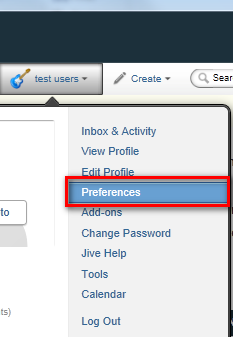 test users
Create
Sear
Inbox & Activity
View Profile
Edit Profile
Preferences
to
Add-ons
Change Password
Jive Help
Tools
ts)
Calendar
Log Out